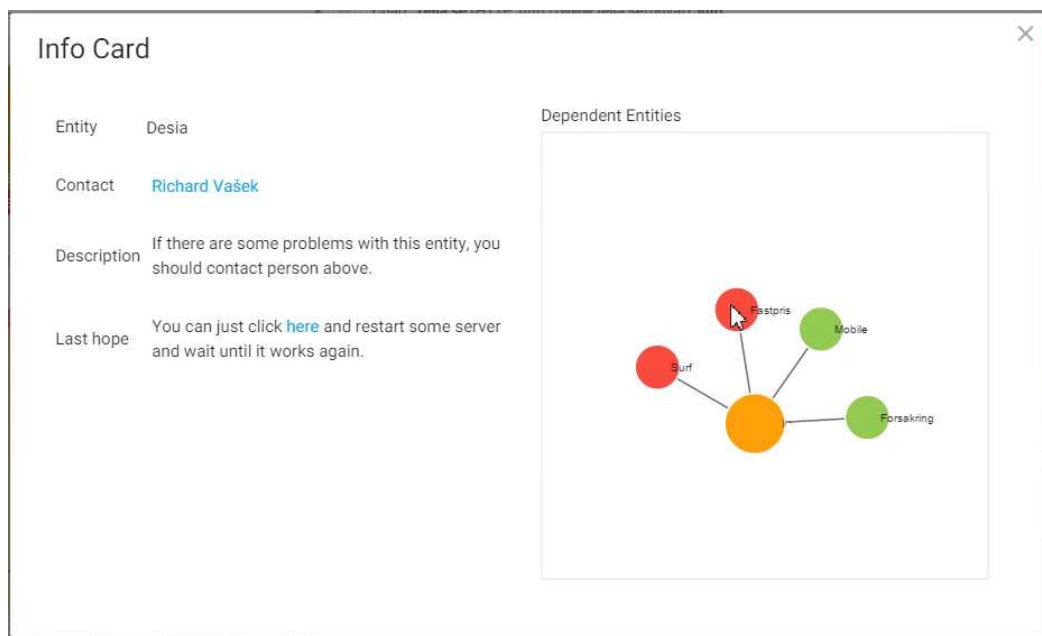 Info Card
Entity Desia
Contact Richard Vašek
Description If there are some problems with this entity, you
should contact person above.
Last hope You can just click here and restart some server
and wait until it works again.
Dependent Entities
Fastpris
Mobile
Surf
Forsakring